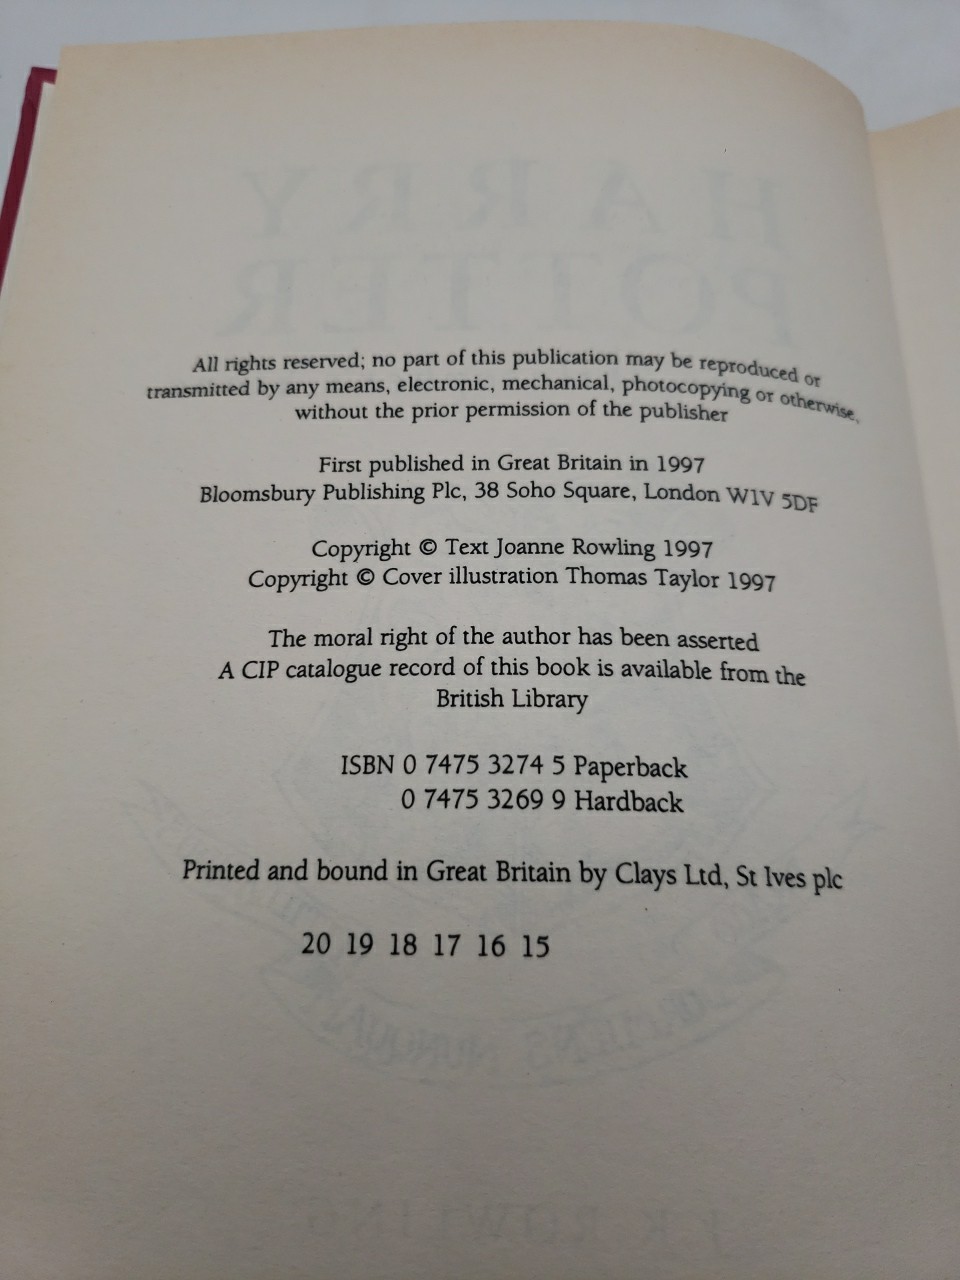 All rights reserved; no part of this publication may be reproduced or
transmitted by any means, electronic, mechanical, photocopying or otherwise,
without the prior permission of the publisher
First published in Great Britain in 1997
Bloomsbury Publishing Plc, 38 Soho Square, London W1V 5DF
Copyright © Text Joanne Rowling 1997
Copyright © Cover illustration Thomas Taylor 1997
The moral right of the author has been asserted
A CIP catalogue record of this book is available from the
British Library
ISBN 0 7475 3274 5 Paperback
0 7475 3269 9 Hardback
Printed and bound in Great Britain by Clays Ltd, St Ives plc
20 19 18 17 16 15